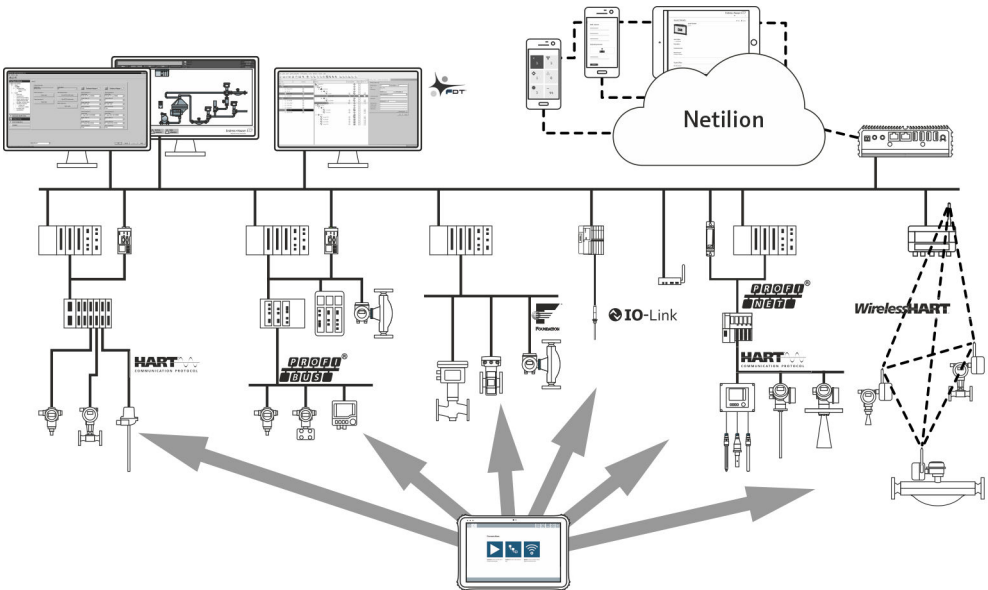 FDT
Netilion
PROFI®
NET
IO-Link
FOUNDATION
WirelessHART
HART
COMMUNICATION PROTOCOL
PROFI®
BUS
HART
COMMUNICATION PROTOCOL